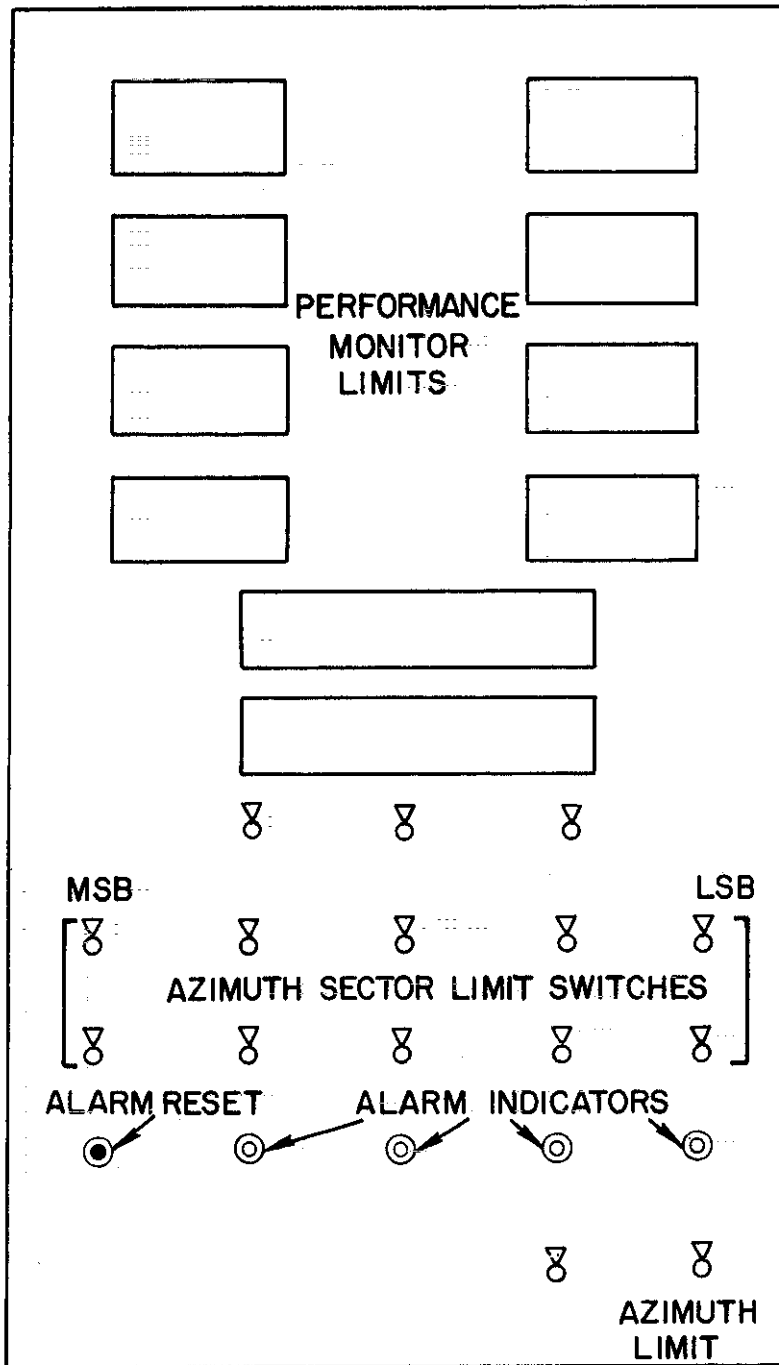 PERFORMANCE
MONITOR
LIMITS
MSB LSB
AZIMUTH SECTOR LIMIT SWITCHES
ALARM RESET ALARM INDICATORS
AZIMUTH
LIMIT